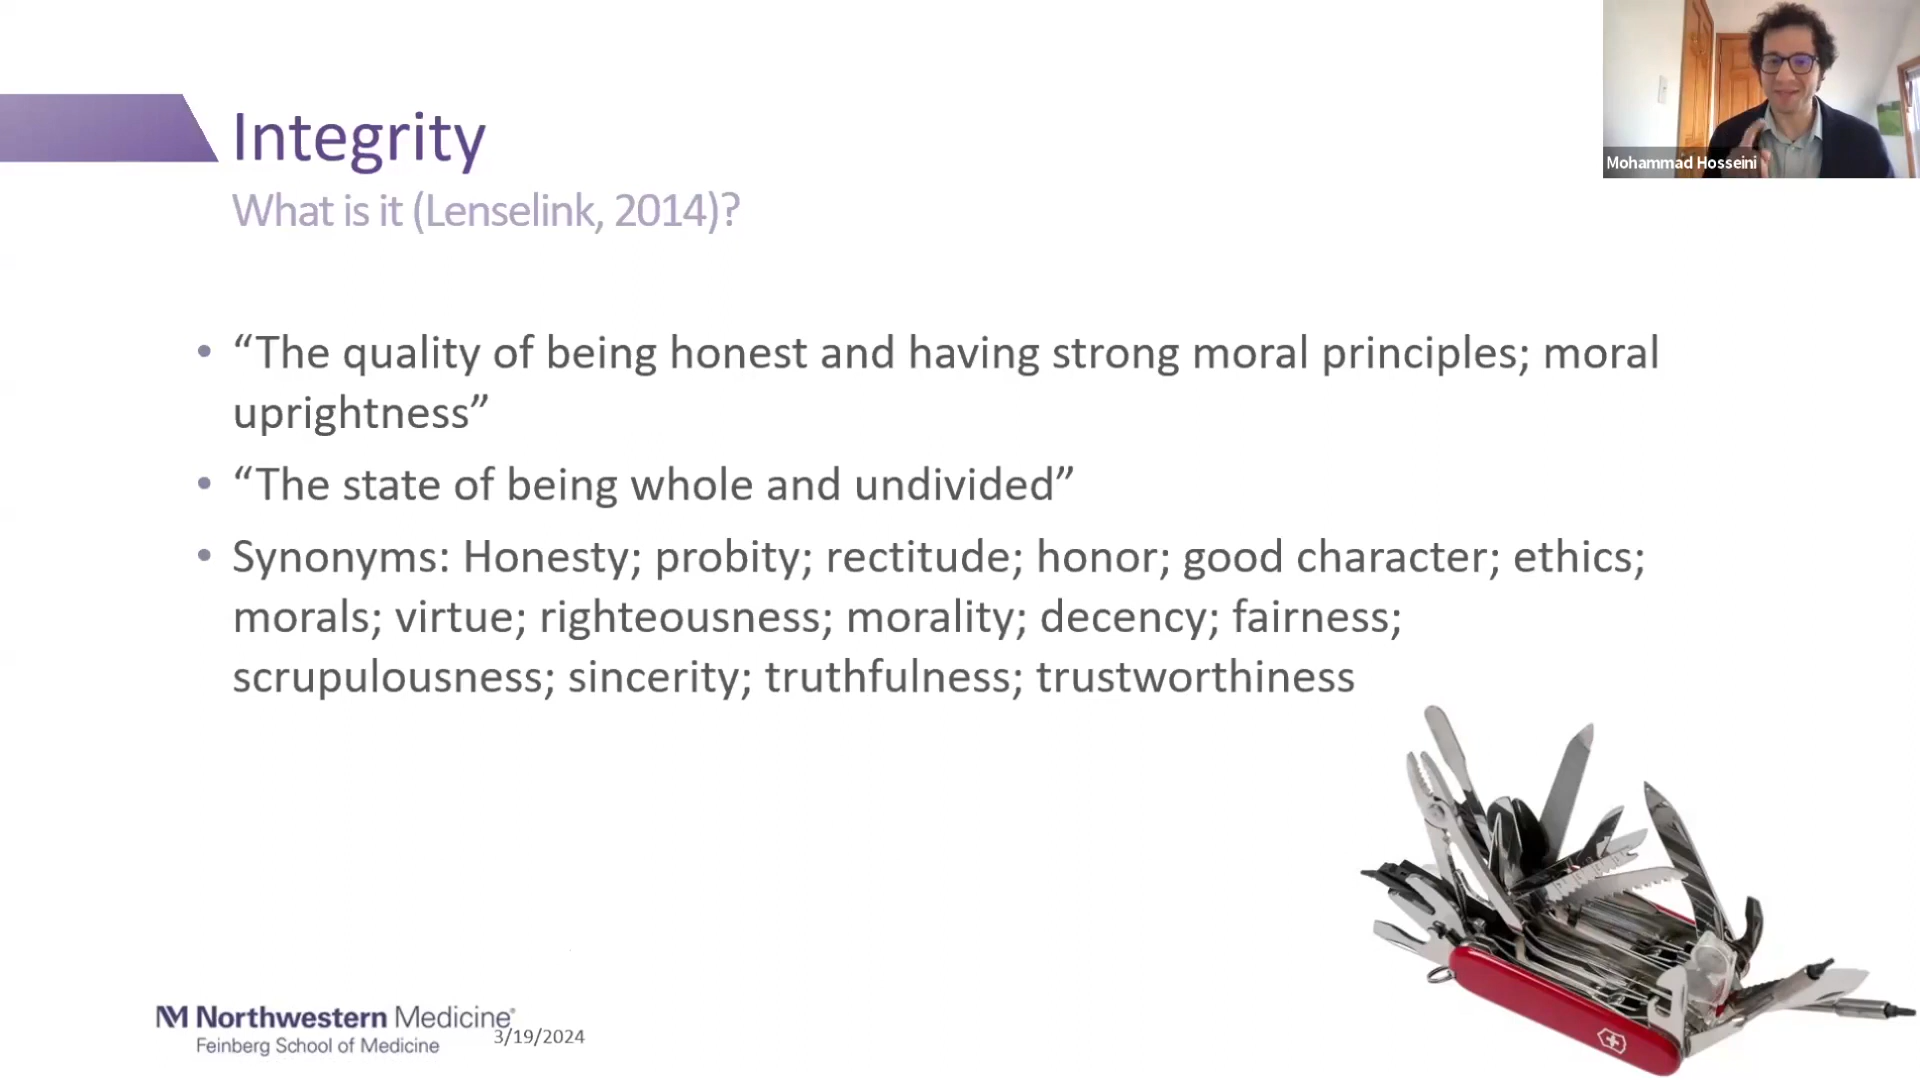 Integrity
What is it (Lenselink, 2014)?
Mohammad Hosseini
• “The quality of being honest and having strong moral principles; moral
uprightness”
• “The state of being whole and undivided”
• Synonyms: Honesty; probity; rectitude; honor; good character; ethics;
morals; virtue; righteousness; morality; decency; fairness;
scrupulousness; sincerity; truthfulness; trustworthiness
NM Northwestern Medicine®
Feinberg School of Medicine
3/19/2024